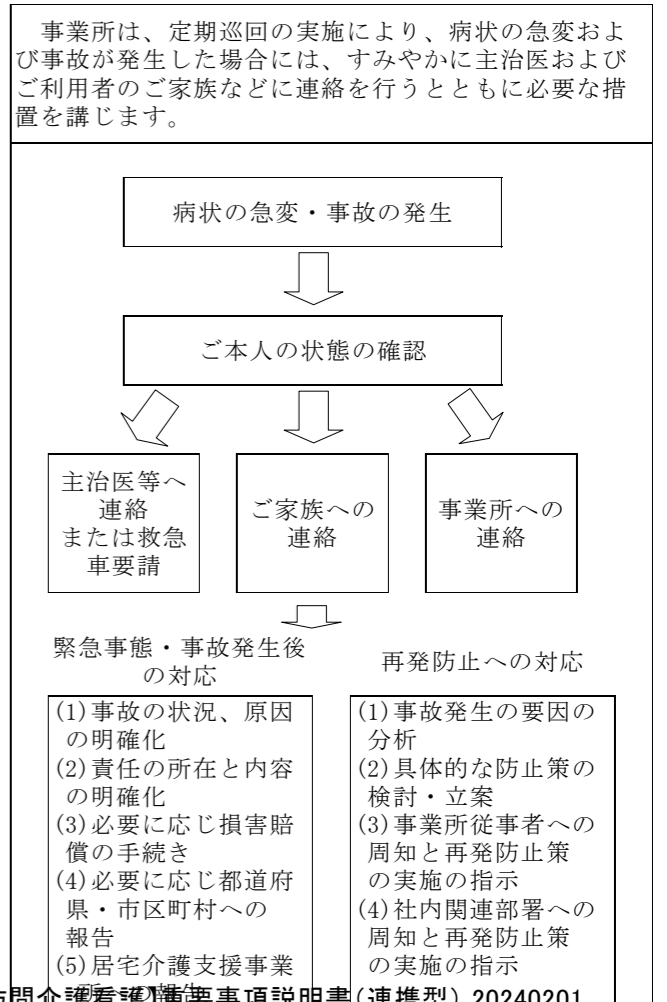 事業所は、定期巡回の実施により、病状の急変およ
び事故が発生した場合には、すみやかに主治医および
ご利用者のご家族などに連絡を行うとともに必要な措
置を講じます。
病状の急変・事故の発生
ご本人の状態の確認
主治医等へ
連絡
または救急
車要請
ご家族への
連絡
事業所への
連絡
緊急事態・事故発生後
の対応
(1)事故の状況、原因
の明確化
(2)責任の所在と内容
の明確化
(3)必要に応じ損害賠
償の手続き
(4)必要に応じ都道府
県・市区町村への
報告
(5)居宅介護支援事業
再発防止への対応
(1)事故発生の要因の
分析
(2)具体的な防止策の
検討・立案
(3)事業所従事者への
周知と再発防止策
の実施の指示
(4)社内関連部署への
周知と再発防止策
の実施の指示
問介護看護】重要事項説明書(連携型) 20240201